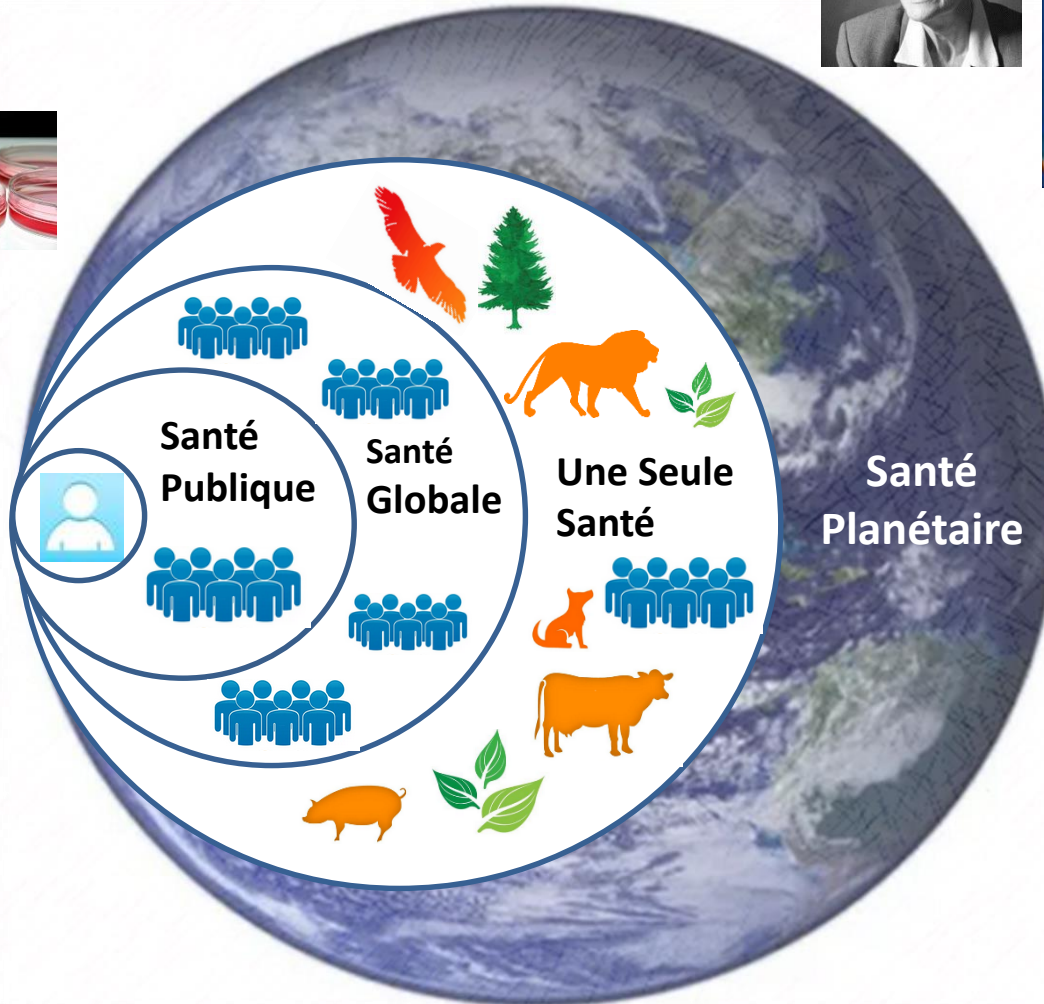 Santé
Publique
Santé
Globale
Une Seule
Santé
Santé
Planétaire